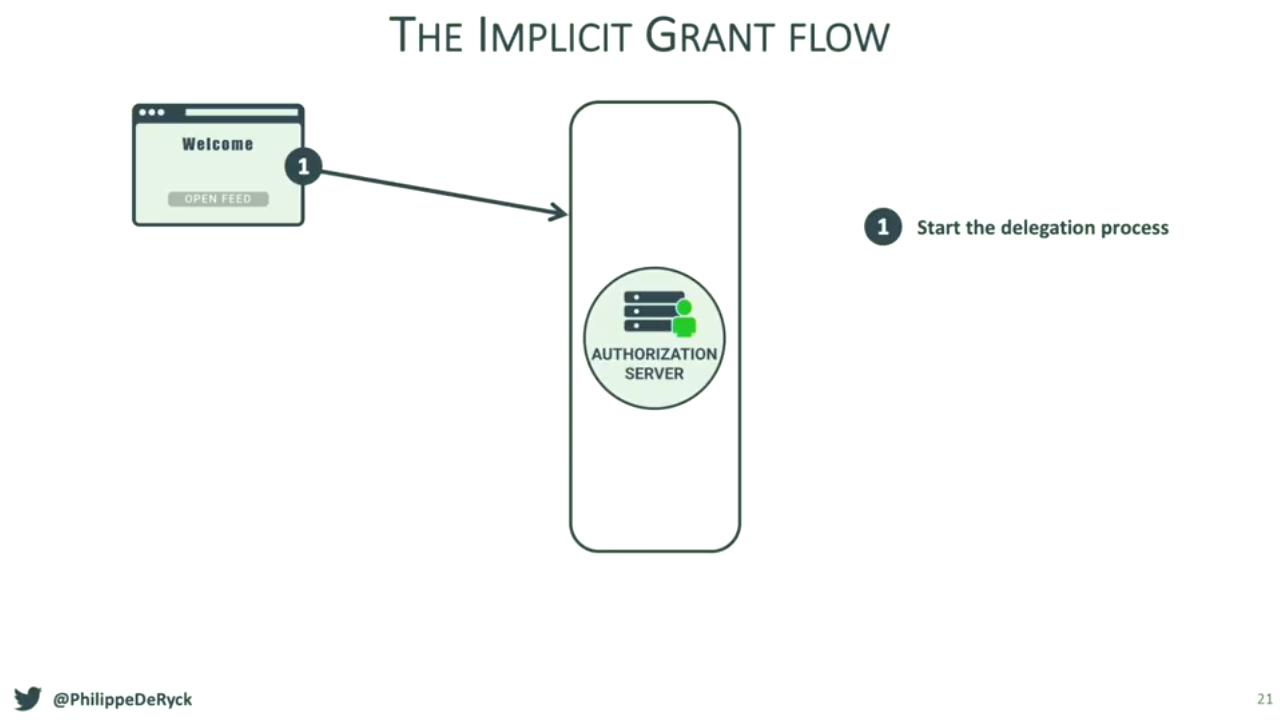 THE IMPLICIT GRANT FLOW
Welcome
OPEN FEED
1
1 Start the delegation process
AUTHORIZATION
SERVER
@PhilippeDeRyck
21